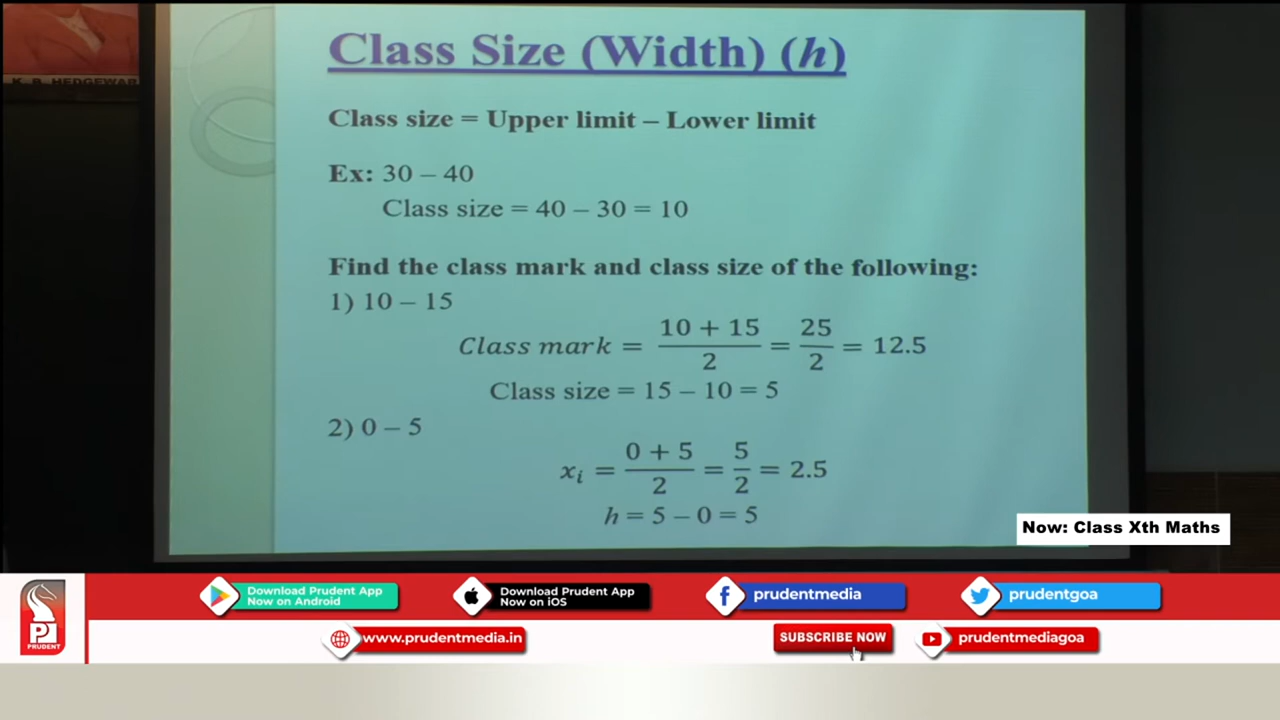 K. B. HEDGEWAR
Class Size (Width) (h)
Class size = Upper limit – Lower limit
Ex: 30 – 40
Class size = 40 – 30 = 10
Find the class mark and class size of the following:
1) 10 – 15
Class mark = (10 + 15)/2 = 25/2 = 12.5
Class size = 15 – 10 = 5
2) 0 – 5
xᵢ = (0 + 5)/2 = 5/2 = 2.5
h = 5 – 0 = 5
Now: Class Xth Maths
PRUDENT
Download Prudent App
Now on Android
Download Prudent App
Now on iOS
prudentmedia
prudentgoa
www.prudentmedia.in
SUBSCRIBE NOW
prudentmediagoa